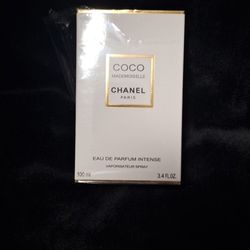 COCO
MADEMOISELLE
CHANEL
PARIS
EAU DE PARFUM INTENSE
VAPORISATEUR SPRAY
100 ml 3.4 FL.OZ.